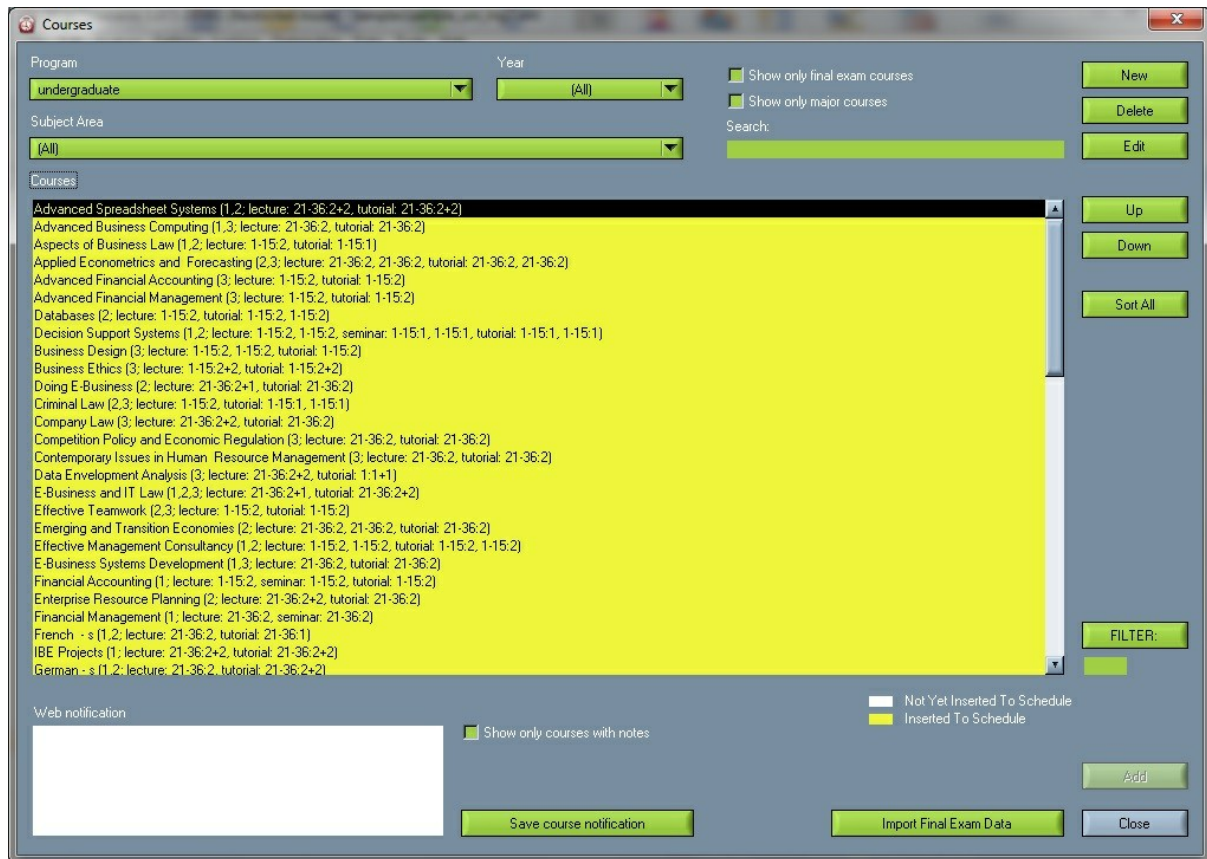 Courses
Program
Year
undergraduate
(All)
Show only final exam courses
Show only major courses
New
Delete
Subject Area
Search:
(All)
Edit
Courses
Advanced Spreadsheet Systems (1,2; lecture: 21-36:2+2, tutorial: 21-36:2+2)
Advanced Business Computing (1,3; lecture: 21-36:2, tutorial: 21-36:2)
Aspects of Business Law (1,2; lecture: 1-15:2, tutorial: 1-15:1)
Applied Econometrics and  Forecasting (2,3; lecture: 21-36:2, 21-36:2, tutorial: 21-36:2, 21-36:2)
Advanced Financial Accounting (3; lecture: 1-15:2, tutorial: 1-15:2)
Advanced Financial Management (3; lecture: 1-15:2, tutorial: 1-15:2)
Databases (2; lecture: 1-15:2, tutorial: 1-15:2, 1-15:2)
Decision Support Systems (1,2; lecture: 1-15:2, 1-15:2, seminar: 1-15:1, 1-15:1, tutorial: 1-15:1, 1-15:1)
Business Design (3; lecture: 1-15:2, 1-15:2, tutorial: 1-15:2)
Business Ethics (3; lecture: 1-15:2+2, tutorial: 1-15:2+2)
Doing E-Business (2; lecture: 21-36:2+1, tutorial: 21-36:2)
Criminal Law (2,3; lecture: 1-15:2, tutorial: 1-15:1, 1-15:1)
Company Law (3; lecture: 21-36:2+2, tutorial: 21-36:2)
Competition Policy and Economic Regulation (3; lecture: 21-36:2, tutorial: 21-36:2)
Contemporary Issues in Human  Resource Management (3; lecture: 21-36:2, tutorial: 21-36:2)
Data Envelopment Analysis (3; lecture: 21-36:2+2, tutorial: 1:1+1)
E-Business and IT Law (1,2,3; lecture: 21-36:2+1, tutorial: 21-36:2+2)
Effective Teamwork (2,3; lecture: 1-15:2, tutorial: 1-15:2)
Emerging and Transition Economies (2; lecture: 21-36:2, 21-36:2, tutorial: 21-36:2)
Effective Management Consultancy (1,2; lecture: 1-15:2, 1-15:2, tutorial: 1-15:2, 1-15:2)
E-Business Systems Development (1,3; lecture: 21-36:2, tutorial: 21-36:2)
Financial Accounting (1; lecture: 1-15:2, seminar: 1-15:2, tutorial: 1-15:2)
Enterprise Resource Planning (2; lecture: 21-36:2+2, tutorial: 21-36:2)
Financial Management (1; lecture: 21-36:2, seminar: 21-36:2)
French  - s (1,2; lecture: 21-36:2, tutorial: 21-36:1)
IBE Projects (1; lecture: 21-36:2+2, tutorial: 21-36:2+2)
German - s (1,2; lecture: 21-36:2, tutorial: 21-36:2+2)
Up
Down
Sort All
FILTER:
Not Yet Inserted To Schedule
Inserted To Schedule
Web notification
Show only courses with notes
Add
Save course notification
Import Final Exam Data
Close